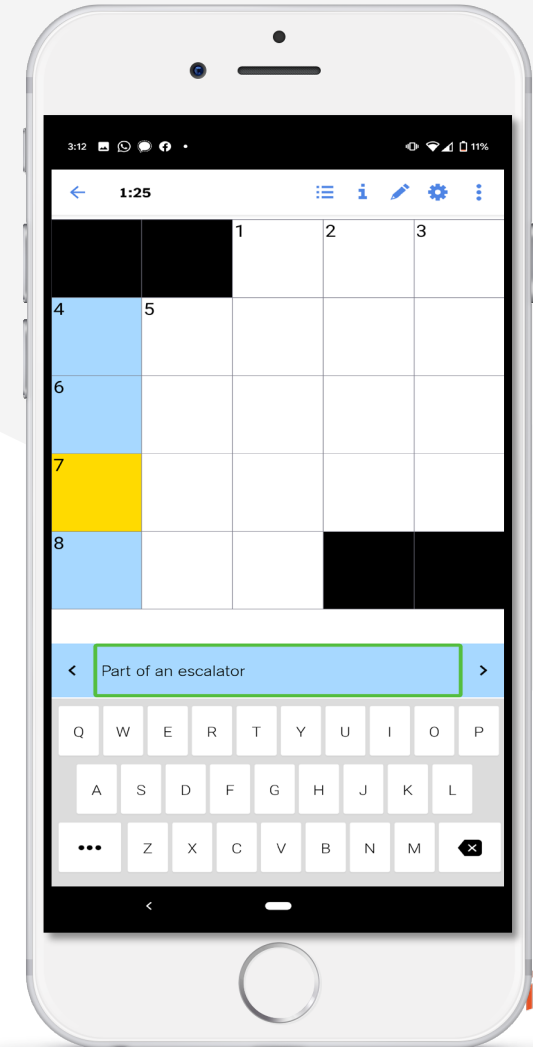 3:12 11%
1:25
1 2 3
4 5
6
7
8
Part of an escalator
Q W E R T Y U I O P
A S D F G H J K L
Z X C V B N M